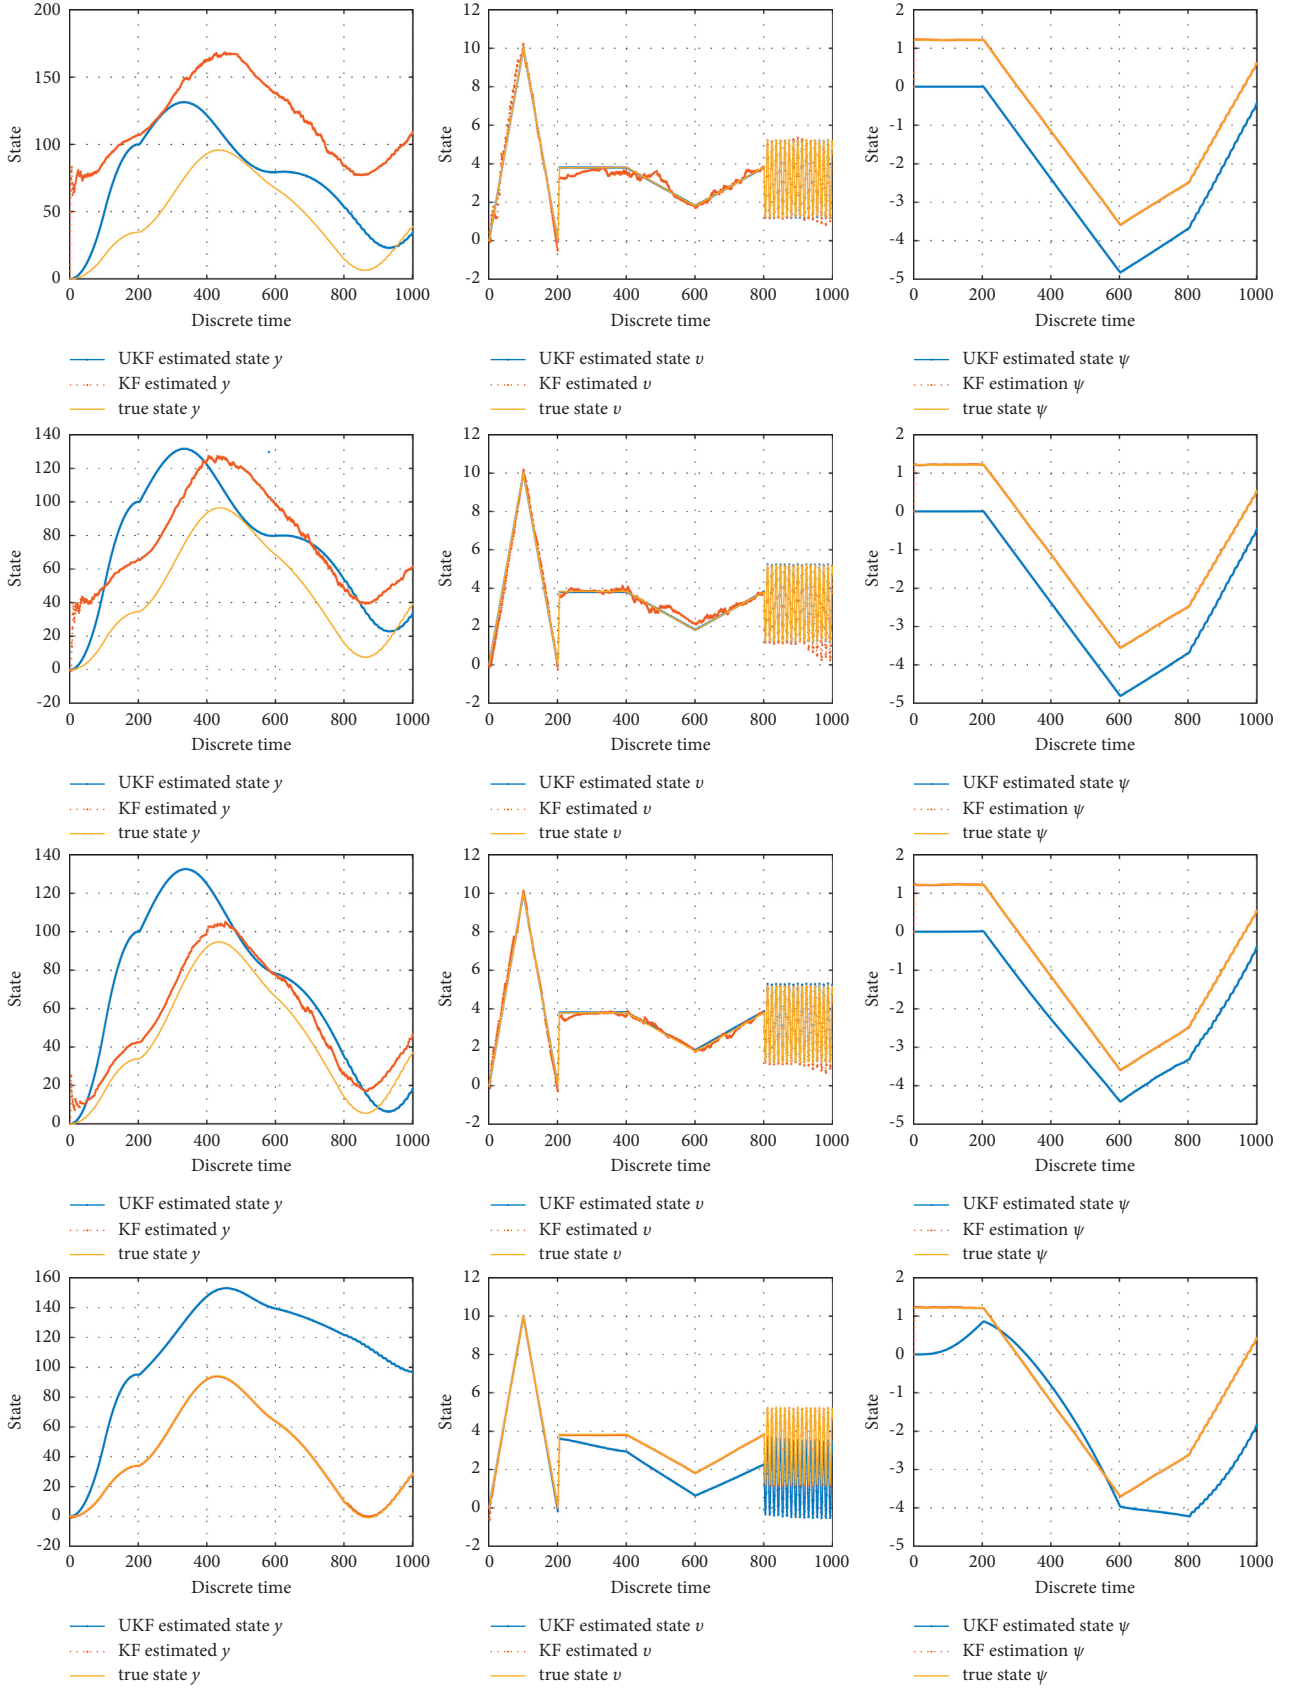 200
150
100
50
0
State
0 200 400 600 800 1000
Discrete time
UKF estimated state y
KF estimated y
true state y
12
10
8
6
4
2
0
-2
State
0 200 400 600 800 1000
Discrete time
UKF estimated state υ
KF estimated υ
true state υ
2
1
0
-1
-2
-3
-4
-5
State
0 200 400 600 800 1000
Discrete time
UKF estimated state ψ
KF estimation ψ
true state ψ
140
120
100
80
60
40
20
0
-20
State
0 200 400 600 800 1000
Discrete time
UKF estimated state y
KF estimated y
true state y
12
10
8
6
4
2
0
-2
State
0 200 400 600 800 1000
Discrete time
UKF estimated state υ
KF estimated υ
true state υ
2
1
0
-1
-2
-3
-4
-5
State
0 200 400 600 800 1000
Discrete time
UKF estimated state ψ
KF estimation ψ
true state ψ
140
120
100
80
60
40
20
0
State
0 200 400 600 800 1000
Discrete time
UKF estimated state y
KF estimated y
true state y
12
10
8
6
4
2
0
-2
State
0 200 400 600 800 1000
Discrete time
UKF estimated state υ
KF estimated υ
true state υ
2
1
0
-1
-2
-3
-4
-5
State
0 200 400 600 800 1000
Discrete time
UKF estimated state ψ
KF estimation ψ
true state ψ
160
140
120
100
80
60
40
20
0
-20
State
0 200 400 600 800 1000
Discrete time
UKF estimated state y
KF estimated y
true state y
12
10
8
6
4
2
0
-2
State
0 200 400 600 800 1000
Discrete time
UKF estimated state υ
KF estimated υ
true state υ
2
1
0
-1
-2
-3
-4
-5
State
0 200 400 600 800 1000
Discrete time
UKF estimated state ψ
KF estimation ψ
true state ψ